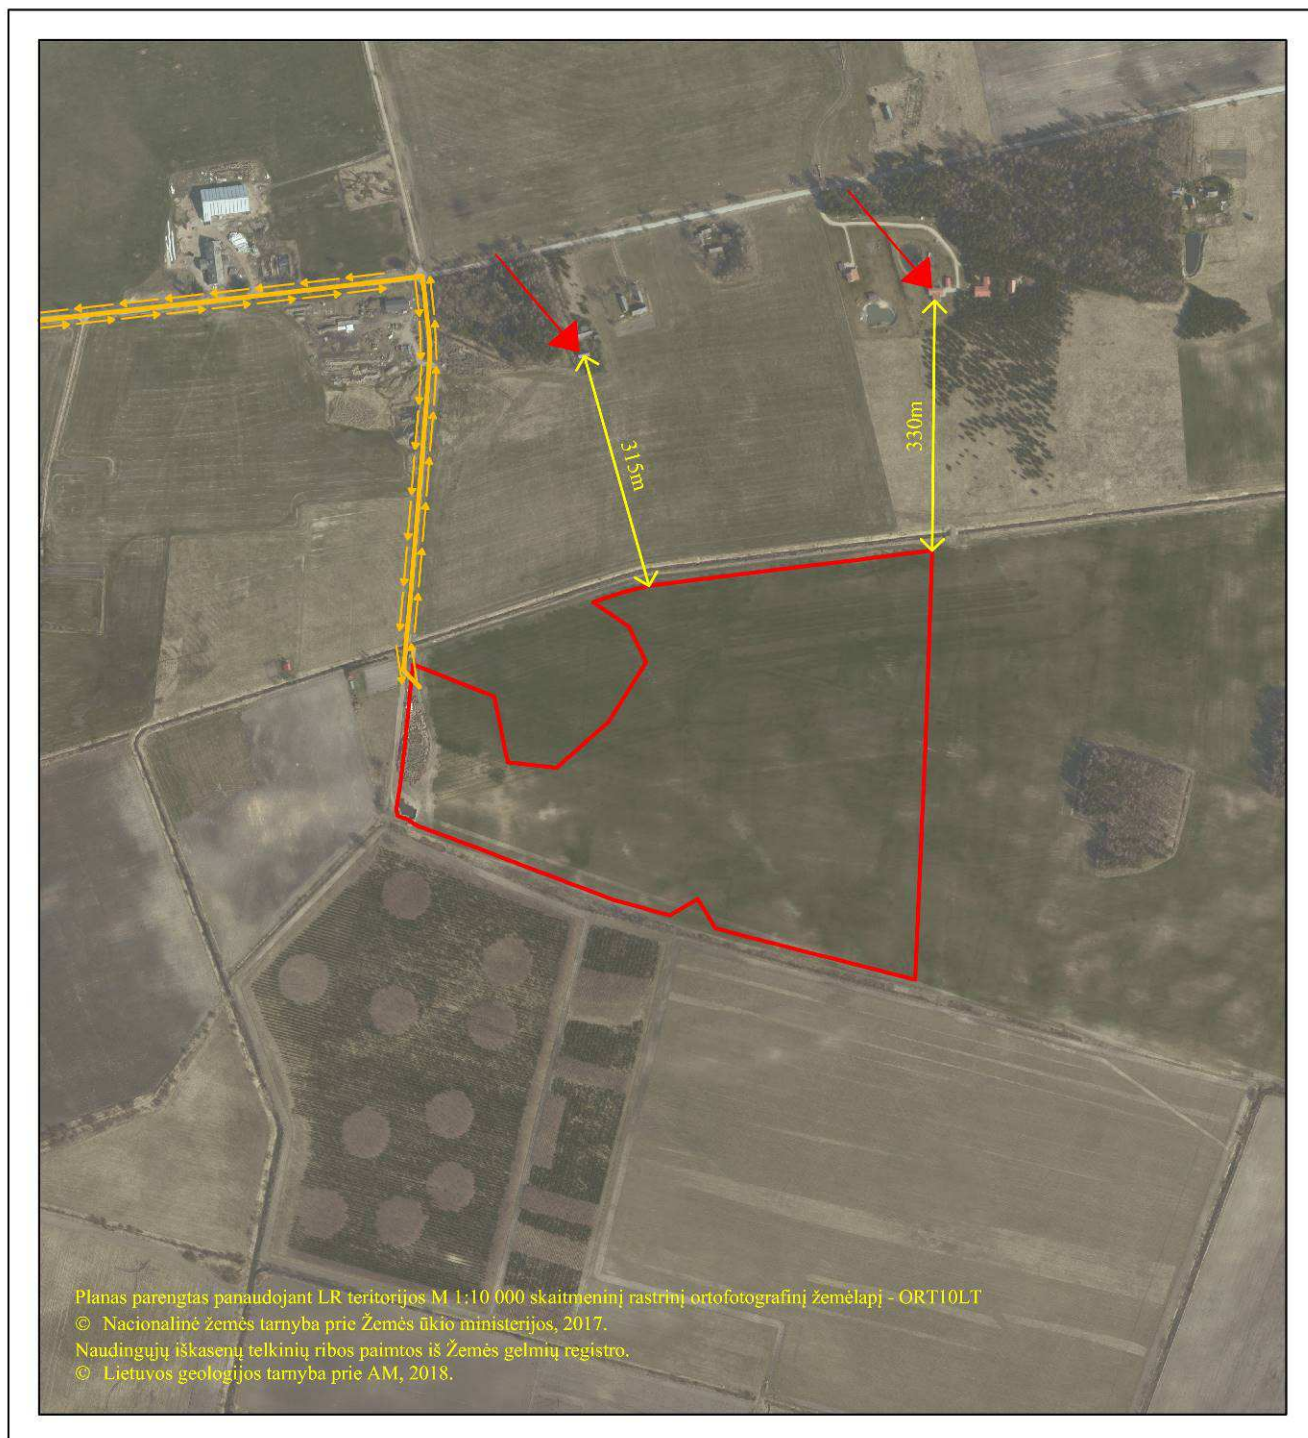 330m
315m
Planas parengtas panaudojant LR teritorijos M 1:10 000 skaitmeninį rastrinį ortofotografinį žemėlapį - ORT10LT
© Nacionalinė žemės tarnyba prie Žemės ūkio ministerijos, 2017.
Naudingųjų iškasenų telkinių ribos paimtos iš Žemės gelmių registro.
© Lietuvos geologijos tarnyba prie AM, 2018.